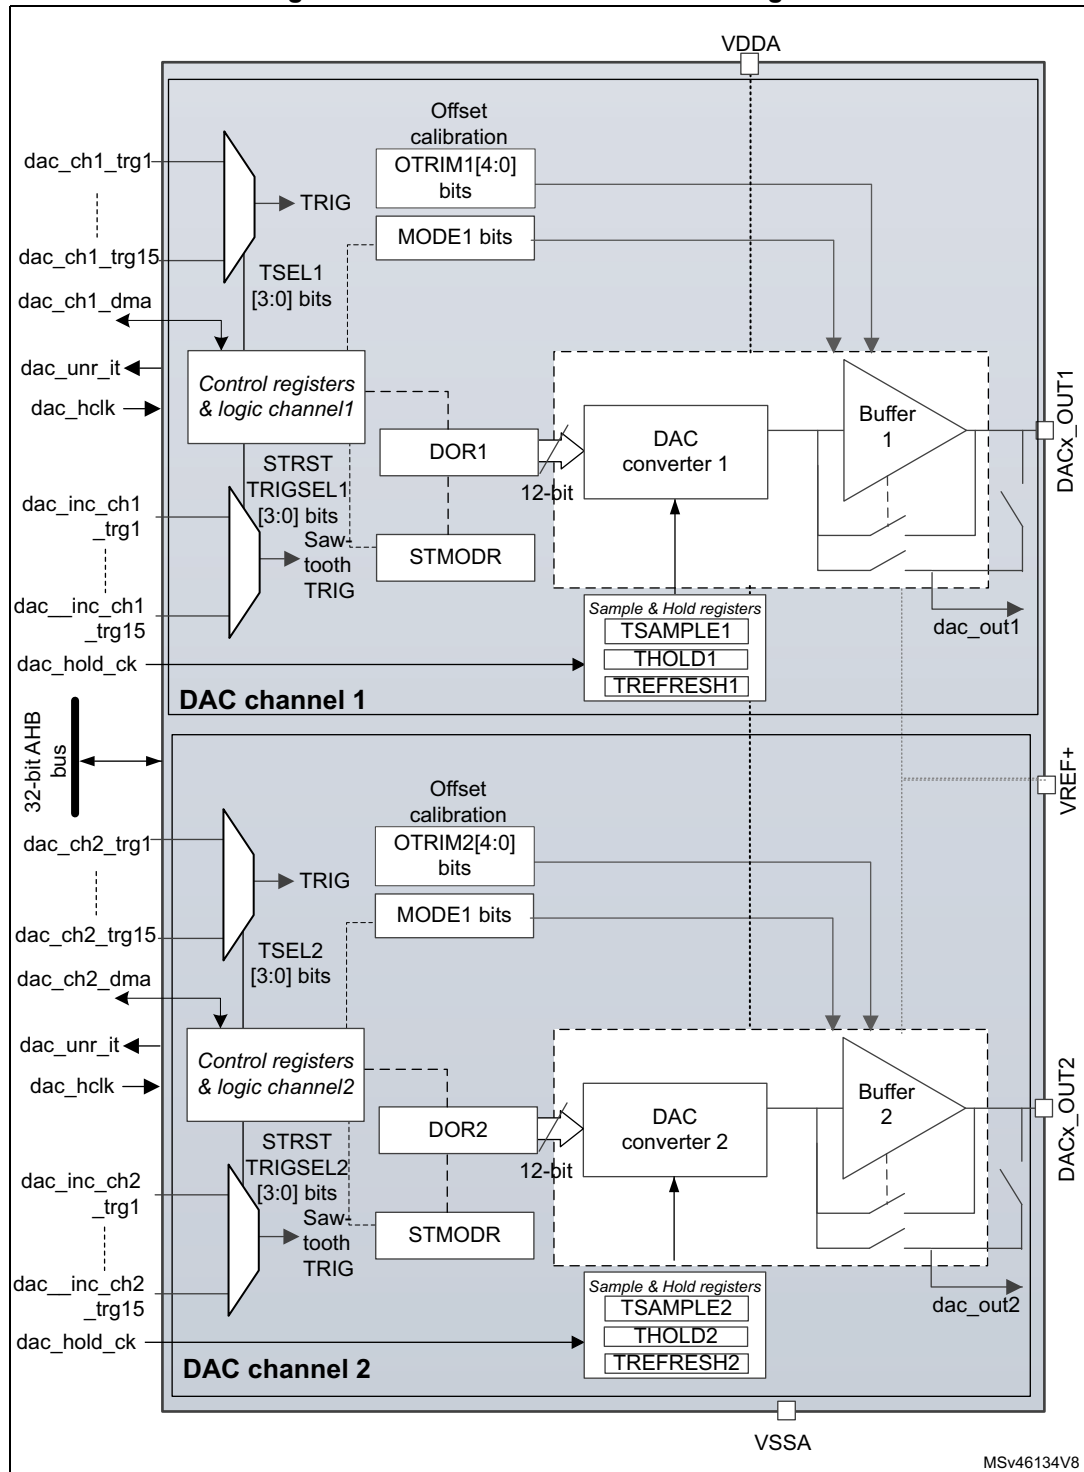 VDDA
Offset
calibration
OTRIM1[4:0]
bits
dac_ch1_trg1
TRIG
MODE1 bits
dac_ch1_trg15
TSEL1
[3:0] bits
dac_ch1_dma
dac_unr_it
dac_hclk
Control registers
& logic channel1
Buffer
1
DACx_OUT1
DOR1
12-bit
DAC
converter 1
STRST
TRIGSEL1
[3:0] bits
dac_inc_ch1
_trg1
Saw-
tooth
TRIG
STMODR
dac__inc_ch1
_trg15
Sample & Hold registers
TSAMPLE1
THOLD1
TREFRESH1
dac_out1
dac_hold_ck
DAC channel 1
32-bit AHB
bus
VREF+
Offset
calibration
OTRIM2[4:0]
bits
dac_ch2_trg1
TRIG
MODE1 bits
dac_ch2_trg15
TSEL2
[3:0] bits
dac_ch2_dma
dac_unr_it
dac_hclk
Control registers
& logic channel2
Buffer
2
DACx_OUT2
DOR2
12-bit
DAC
converter 2
STRST
TRIGSEL2
[3:0] bits
dac_inc_ch2
_trg1
Saw-
tooth
TRIG
STMODR
dac__inc_ch2
_trg15
Sample & Hold registers
TSAMPLE2
THOLD2
TREFRESH2
dac_out2
dac_hold_ck
DAC channel 2
VSSA
MSv46134V8